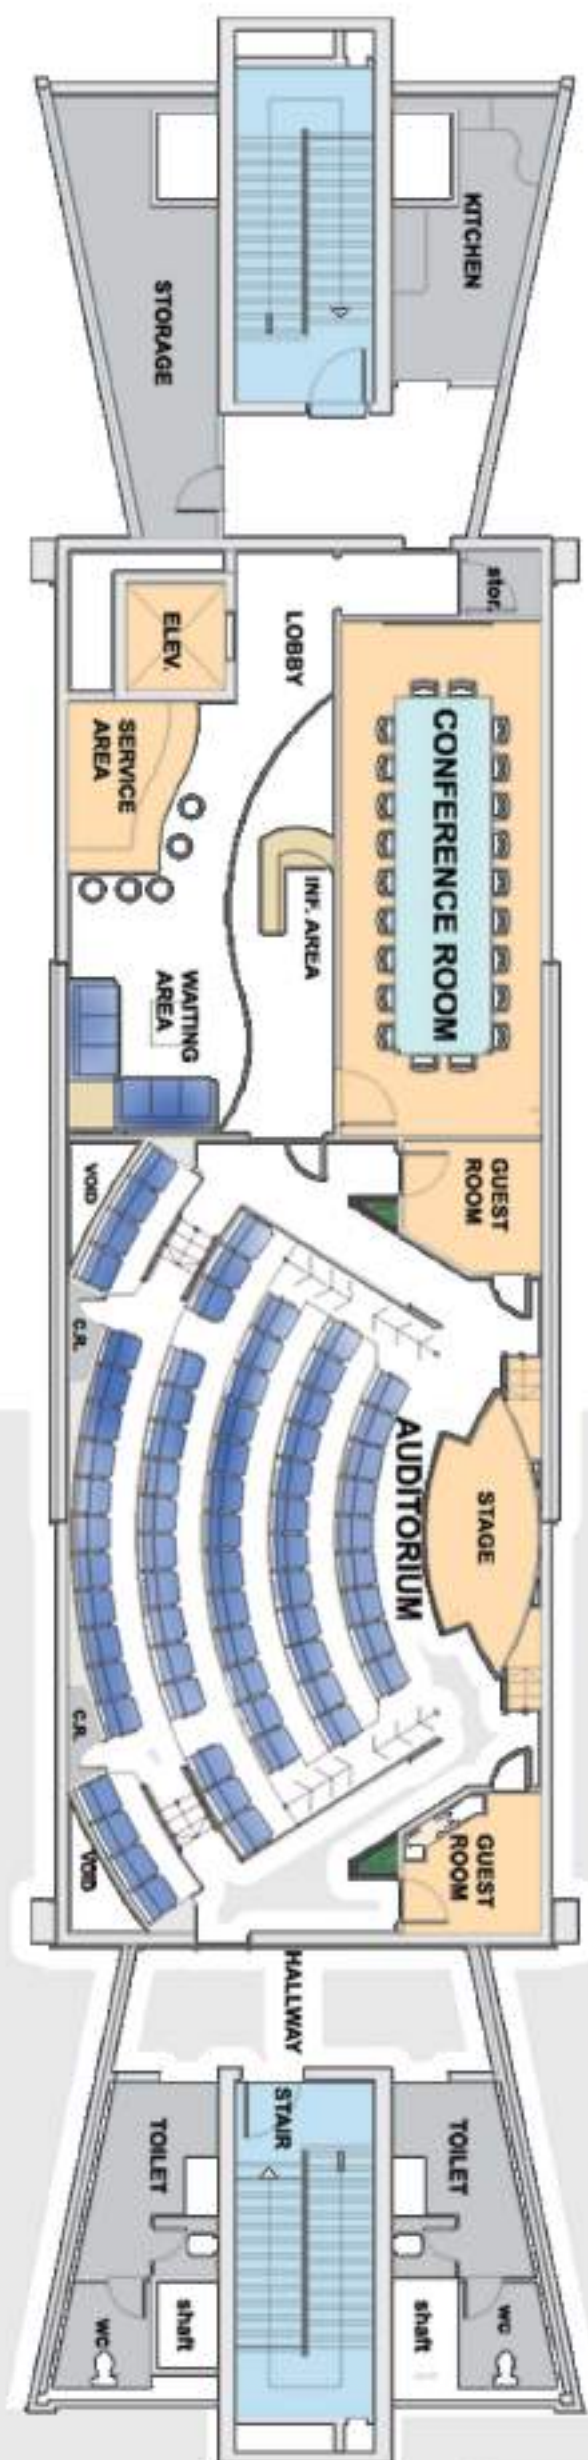 KITCHEN
STORAGE
stor.
LOBBY
ELEV.
SERVICE
AREA
CONFERENCE ROOM
INF. AREA
WAITING
AREA
GUEST
ROOM
VOID
C.R.
AUDITORIUM
STAGE
C.R.
VOID
GUEST
ROOM
HALLWAY
STAIR
TOILET
TOILET
shaft
shaft
wc
wc